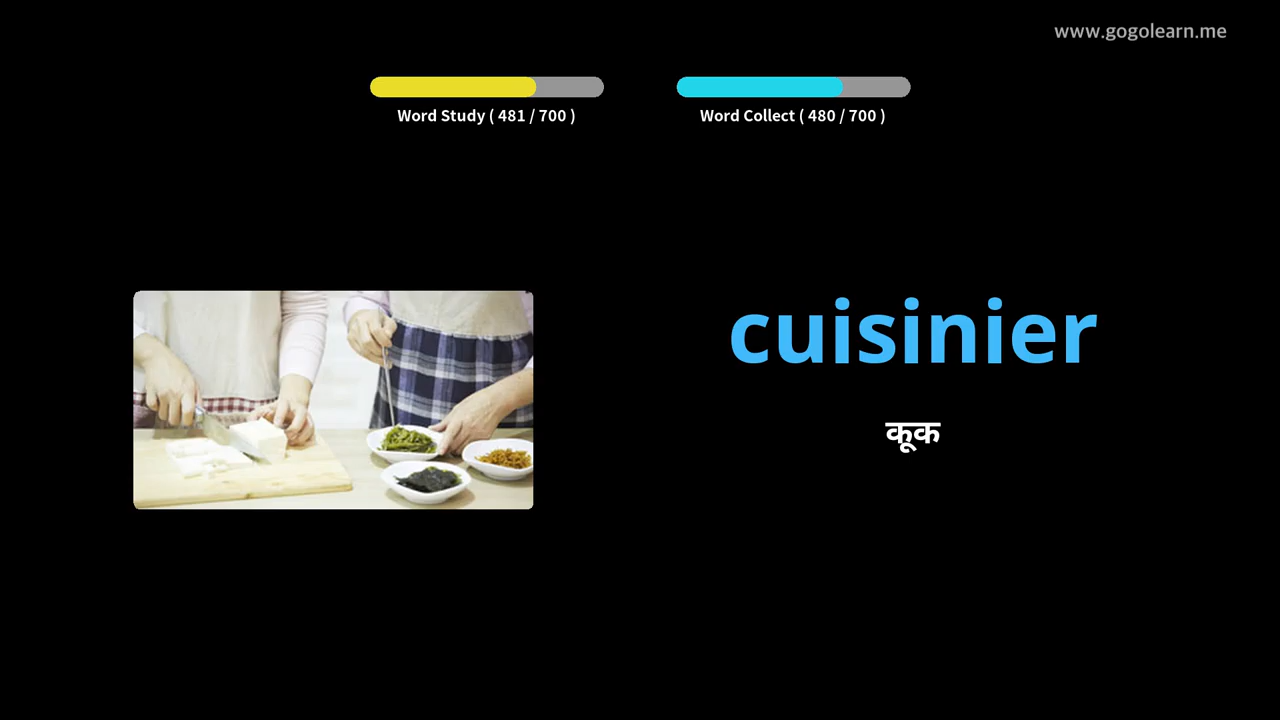 www.gogolearn.me
Word Study ( 481 / 700 )
Word Collect ( 480 / 700 )
cuisinier
कूक